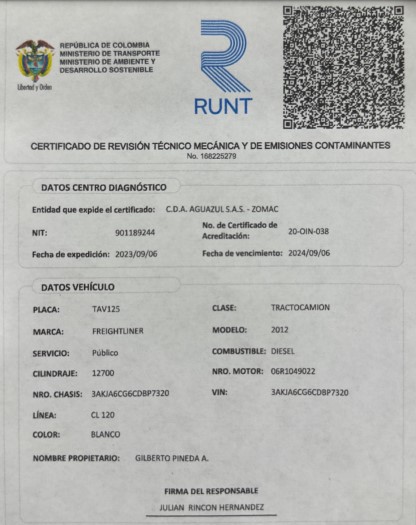 REPÚBLICA DE COLOMBIA
MINISTERIO DE TRANSPORTE
MINISTERIO DE AMBIENTE Y
DESARROLLO SOSTENIBLE
Libertad y Orden
RUNT
CERTIFICADO DE REVISIÓN TÉCNICO MECÁNICA Y DE EMISIONES CONTAMINANTES
No. 168225279
DATOS CENTRO DIAGNÓSTICO
Entidad que expide el certificado: C.D.A. AGUAZUL S.A.S. - ZOMAC
NIT: 901189244 No. de Certificado de Acreditación: 20-OIN-038
Fecha de expedición: 2023/09/06 Fecha de vencimiento: 2024/09/06
DATOS VEHÍCULO
PLACA: TAV125 CLASE: TRACTOCAMION
MARCA: FREIGHTLINER MODELO: 2012
SERVICIO: Público COMBUSTIBLE: DIESEL
CILINDRAJE: 12700 NRO. MOTOR: 06R1049022
NRO. CHASIS: 3AKJA6CG6CDBP7320 VIN: 3AKJA6CG6CDBP7320
LÍNEA: CL 120
COLOR: BLANCO
NOMBRE PROPIETARIO: GILBERTO PINEDA A.
FIRMA DEL RESPONSABLE
JULIAN RINCON HERNANDEZ